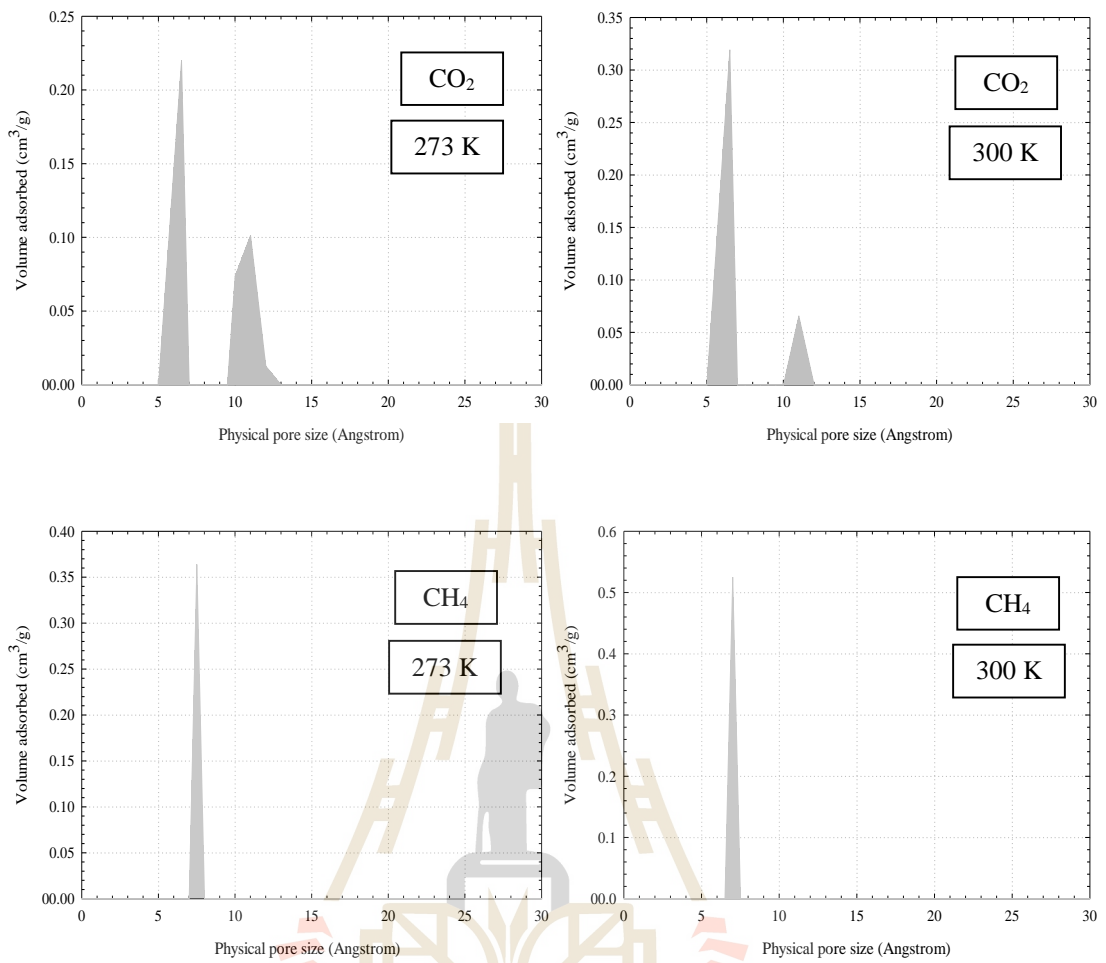 0.25
0.20
0.15
0.10
0.05
00.00
Volume adsorbed (cm³/g)
CO₂
273 K
0 5 10 15 20 25 30
Physical pore size (Angstrom)
0.35
0.30
0.25
0.20
0.15
0.10
0.05
00.00
Volume adsorbed (cm³/g)
CO₂
300 K
0 5 10 15 20 25 30
Physical pore size (Angstrom)
0.40
0.35
0.30
0.25
0.20
0.15
0.10
0.05
00.00
Volume adsorbed (cm³/g)
CH₄
273 K
0 5 10 15 20 25 30
Physical pore size (Angstrom)
0.6
0.5
0.4
0.3
0.2
0.1
00.0
Volume adsorbed (cm³/g)
CH₄
300 K
0 5 10 15 20 25 30
Physical pore size (Angstrom)